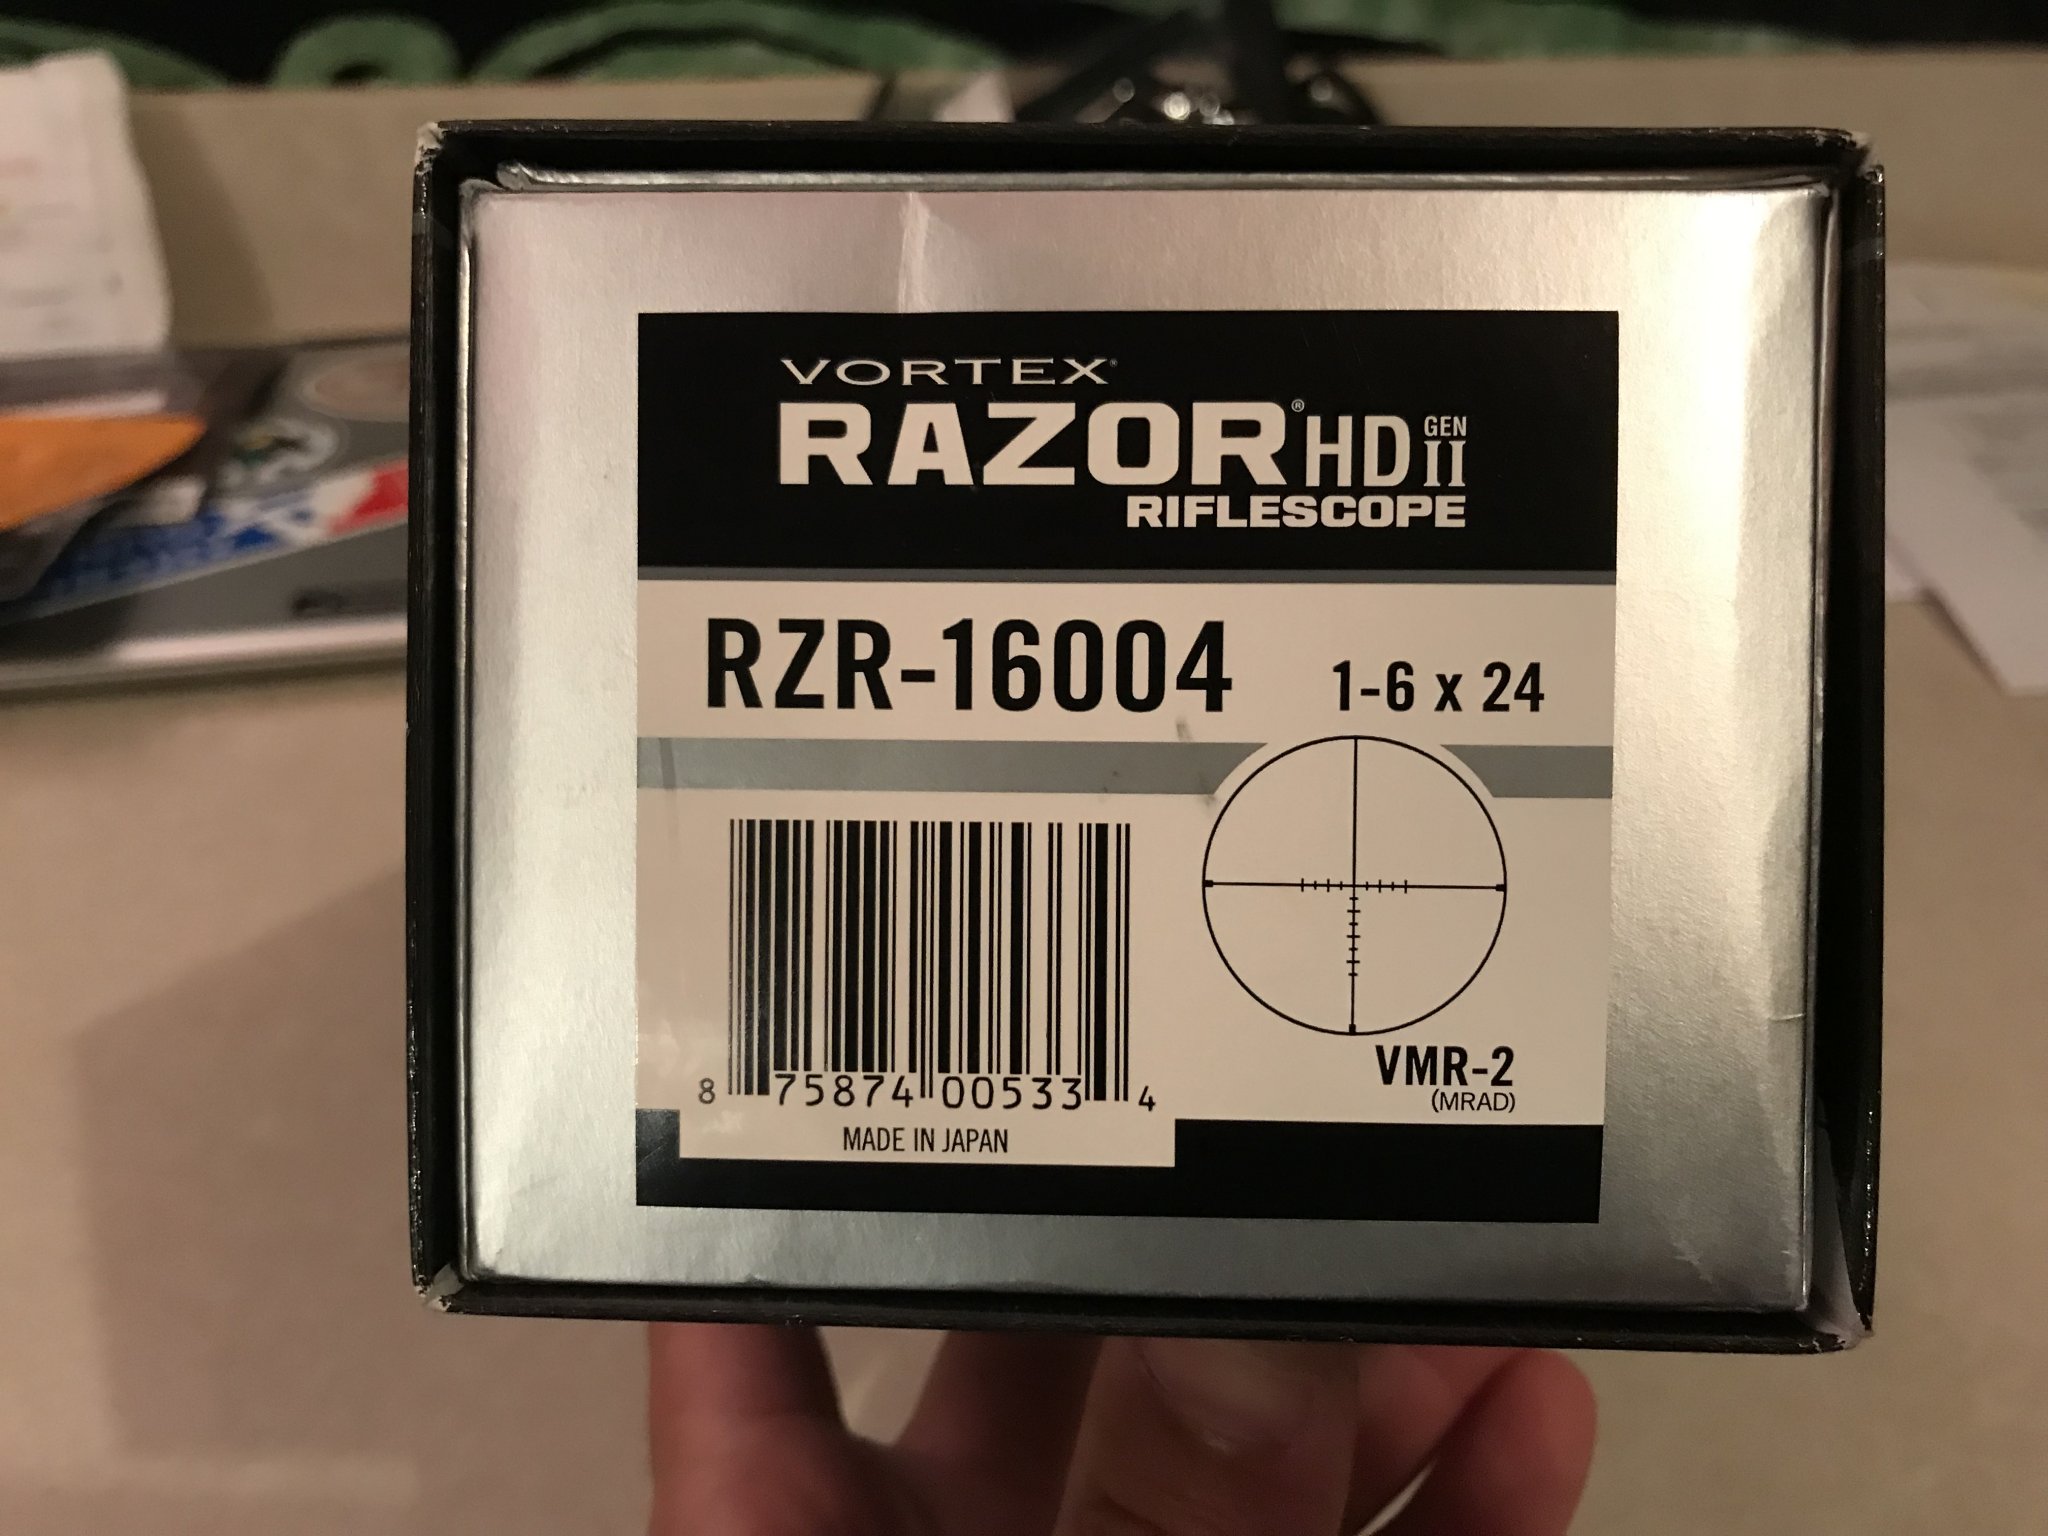 VORTEX®
RAZOR® HD GEN II
RIFLESCOPE
RZR-16004 1-6 x 24
8 75874 00533 4
MADE IN JAPAN
VMR-2
(MRAD)